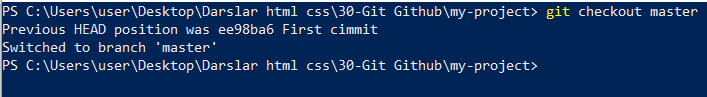 PS C:\Users\user\Desktop\Darslar html css\30-Git Github\my-project> git checkout master
Previous HEAD position was ee98ba6 First cimmit
Switched to branch 'master'
PS C:\Users\user\Desktop\Darslar html css\30-Git Github\my-project>